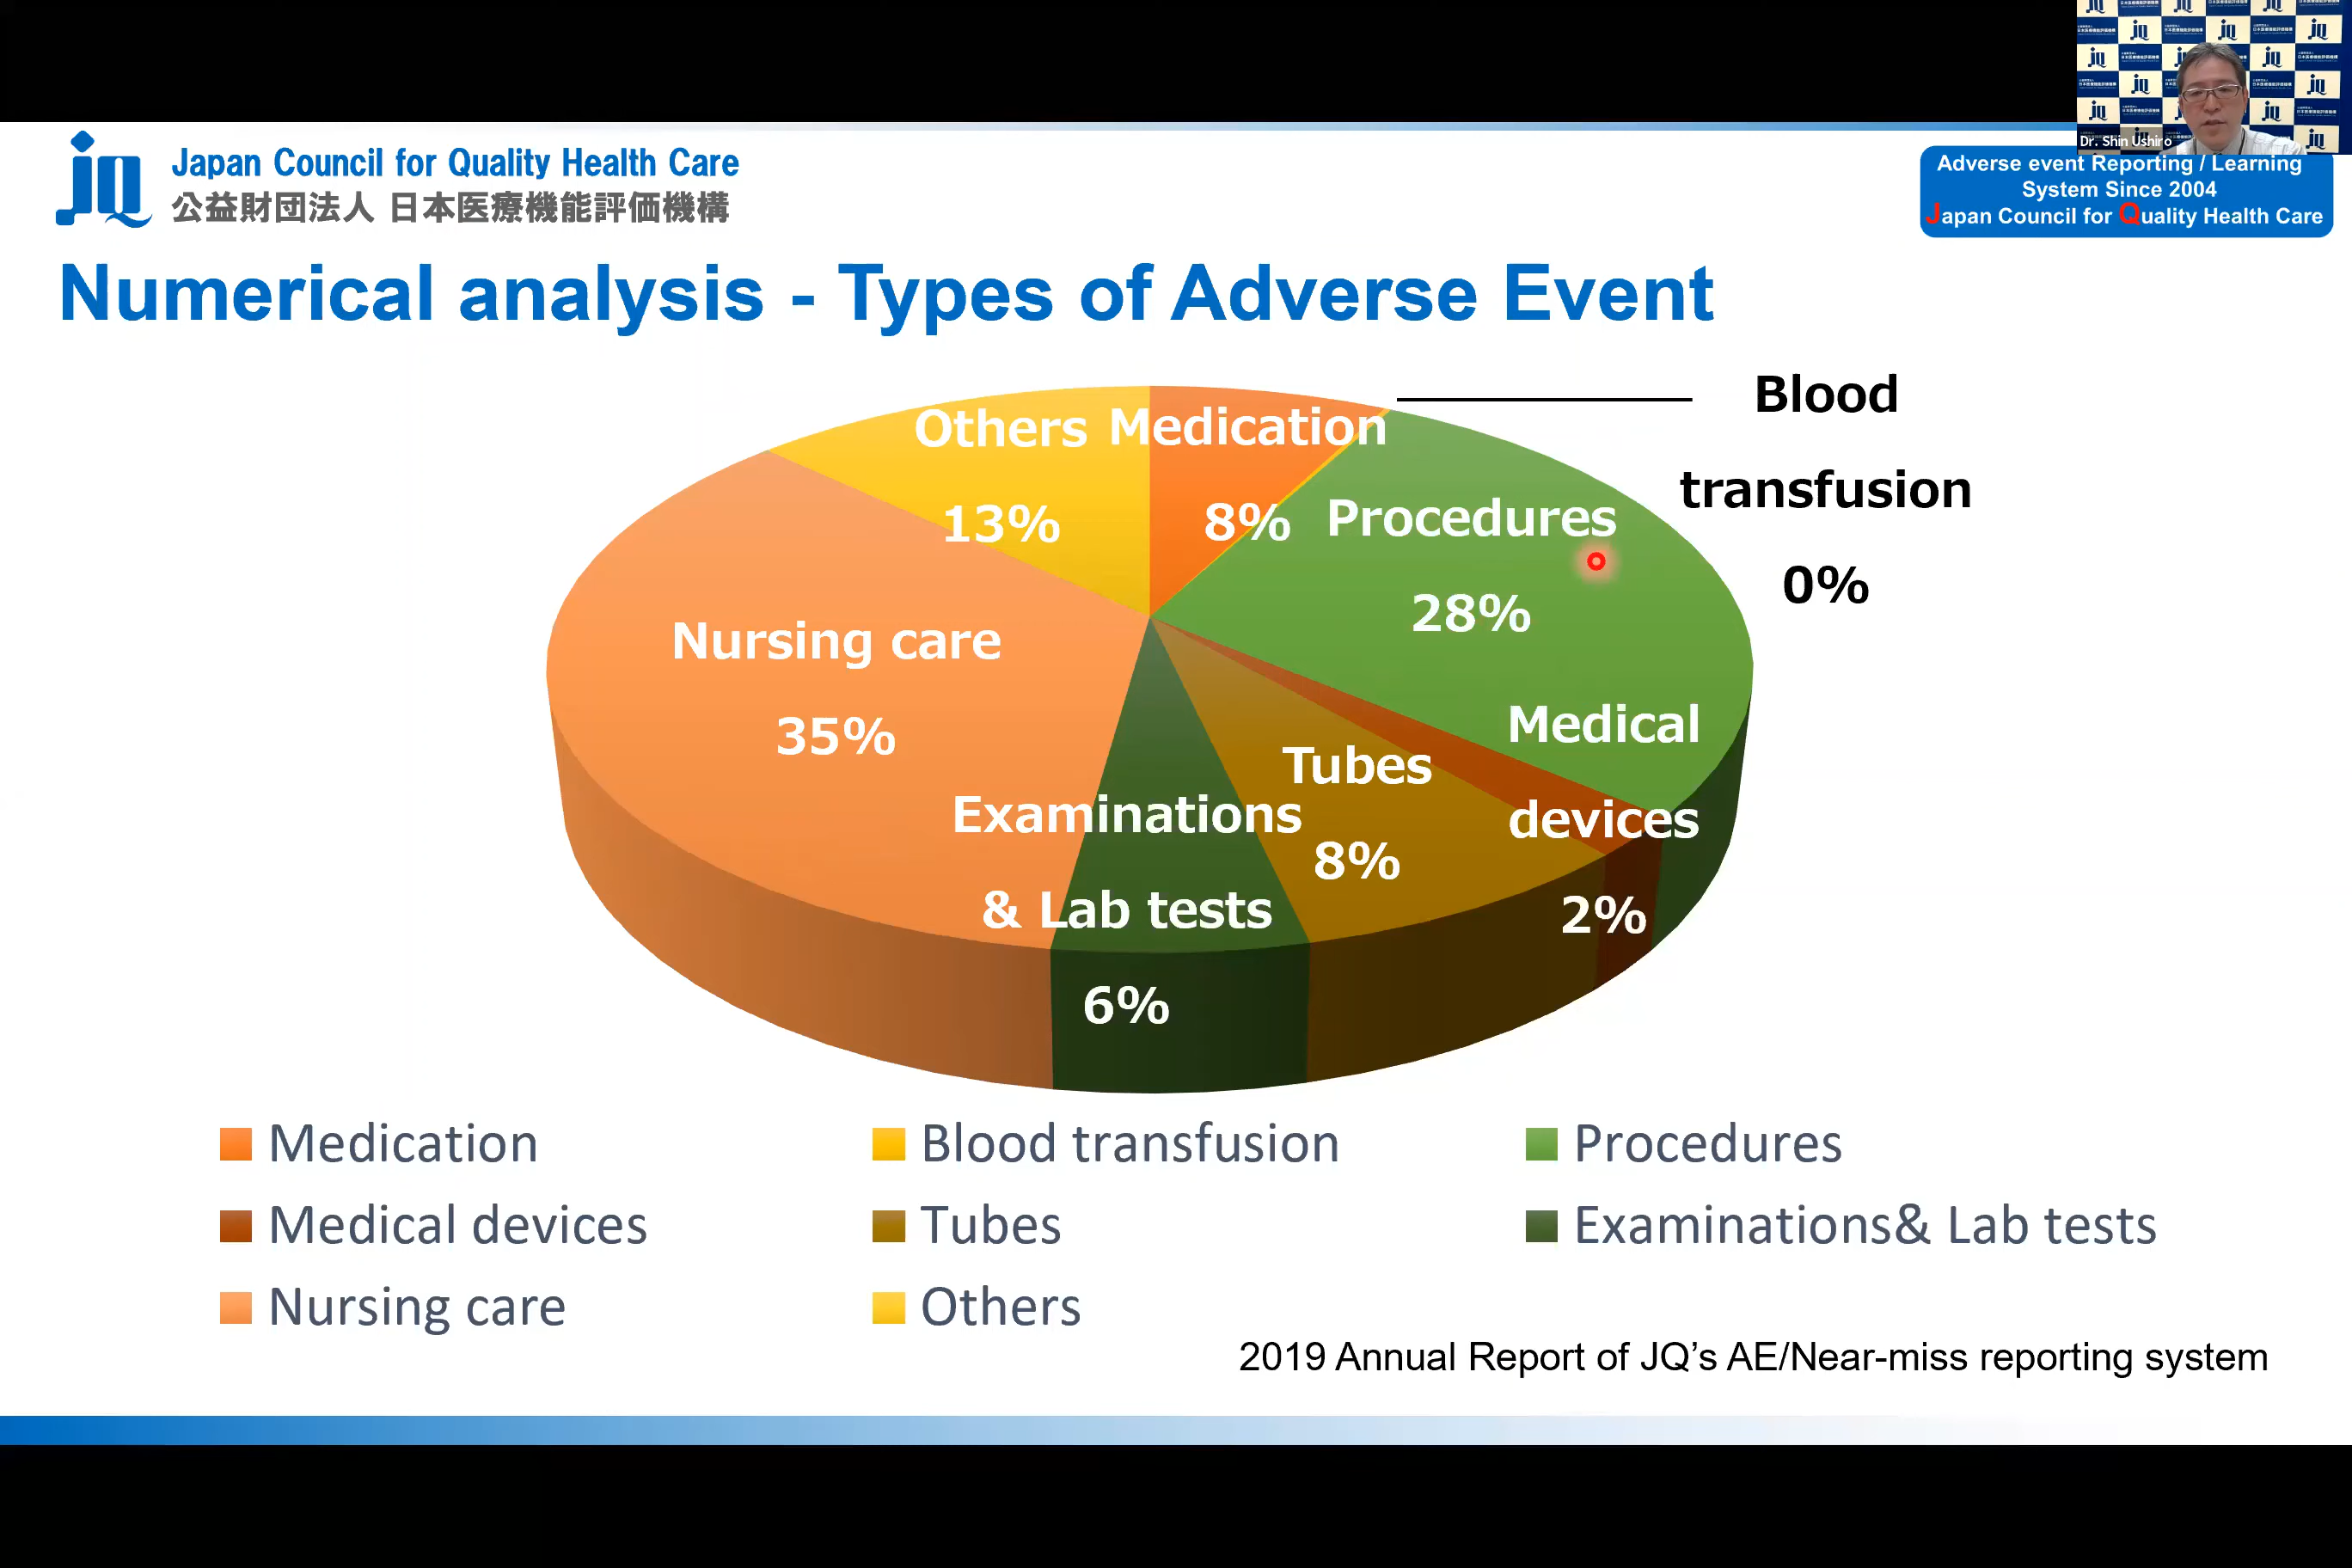 Dr. Shin Ushiro
Japan Council for Quality Health Care
公益財団法人 日本医療機能評価機構
Adverse event Reporting / Learning
System Since 2004
Japan Council for Quality Health Care
Numerical analysis - Types of Adverse Event
Blood
transfusion
0%
Others
13%
Medication
8%
Procedures
28%
Nursing care
35%
Medical
devices
2%
Tubes
8%
Examinations
& Lab tests
6%
Medication
Blood transfusion
Procedures
Medical devices
Tubes
Examinations& Lab tests
Nursing care
Others
2019 Annual Report of JQ’s AE/Near-miss reporting system